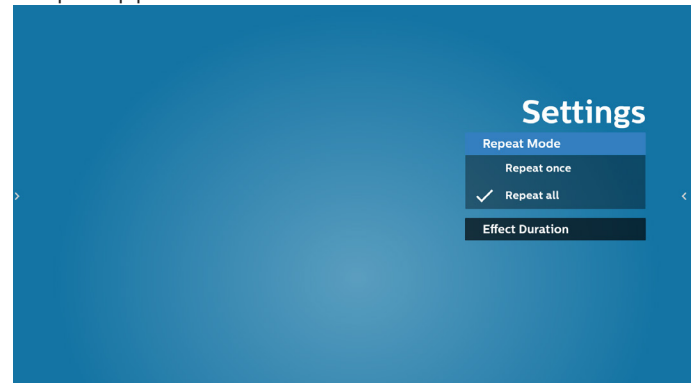 Settings
Repeat Mode
Repeat once
Repeat all
Effect Duration